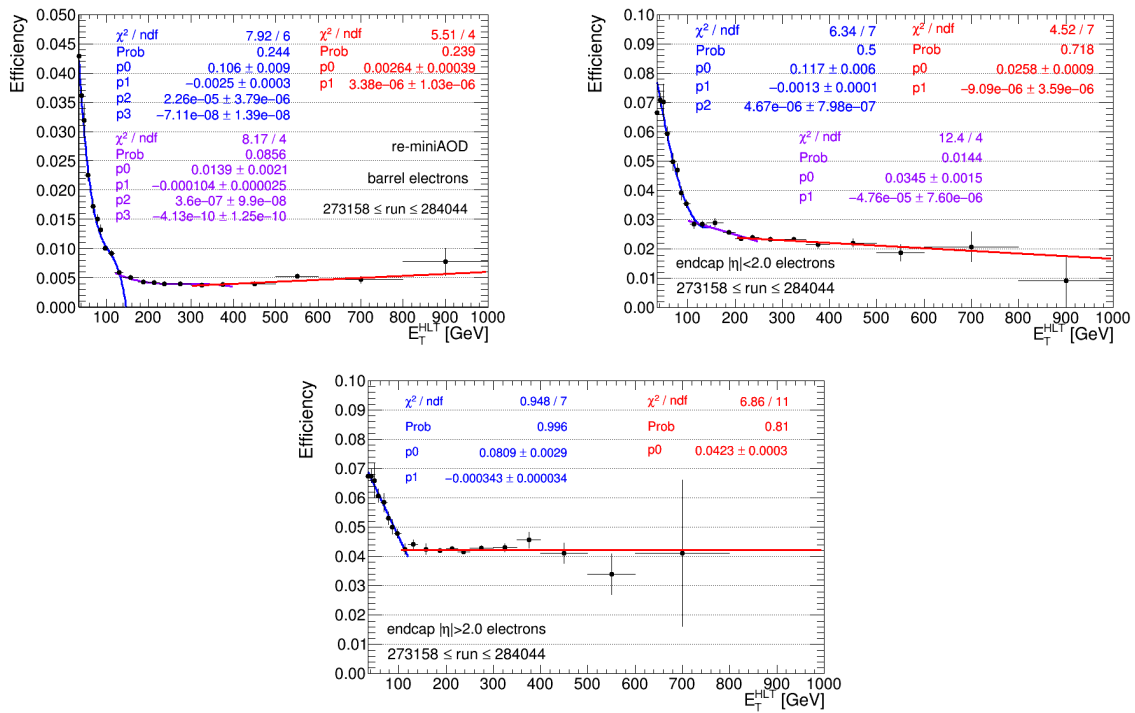 Efficiency
0.050
0.045
0.040
0.035
0.030
0.025
0.020
0.015
0.010
0.005
0.000
χ² / ndf 7.92 / 6
Prob 0.244
p0 0.106 ± 0.009
p1 −0.0025 ± 0.0003
p2 2.26e−05 ± 3.79e−06
p3 −7.11e−08 ± 1.39e−08
χ² / ndf 5.51 / 4
Prob 0.239
p0 0.00264 ± 0.00039
p1 3.38e−06 ± 1.03e−06
χ² / ndf 8.17 / 4
Prob 0.0856
p0 0.0139 ± 0.0021
p1 −0.000104 ± 0.000025
p2 3.6e−07 ± 9.9e−08
p3 −4.13e−10 ± 1.25e−10
re-miniAOD
barrel electrons
273158 ≤ run ≤ 284044
100 200 300 400 500 600 700 800 900 1000
E_T^HLT [GeV]
Efficiency
0.10
0.09
0.08
0.07
0.06
0.05
0.04
0.03
0.02
0.01
0.00
χ² / ndf 6.34 / 7
Prob 0.5
p0 0.117 ± 0.006
p1 −0.0013 ± 0.0001
p2 4.67e−06 ± 7.98e−07
χ² / ndf 4.52 / 7
Prob 0.718
p0 0.0258 ± 0.0009
p1 −9.09e−06 ± 3.59e−06
χ² / ndf 12.4 / 4
Prob 0.0144
p0 0.0345 ± 0.0015
p1 −4.76e−05 ± 7.60e−06
endcap |η|<2.0 electrons
273158 ≤ run ≤ 284044
100 200 300 400 500 600 700 800 900 1000
E_T^HLT [GeV]
Efficiency
0.10
0.09
0.08
0.07
0.06
0.05
0.04
0.03
0.02
0.01
0.00
χ² / ndf 0.948 / 7
Prob 0.996
p0 0.0809 ± 0.0029
p1 −0.000343 ± 0.000034
χ² / ndf 6.86 / 11
Prob 0.81
p0 0.0423 ± 0.0003
endcap |η|>2.0 electrons
273158 ≤ run ≤ 284044
100 200 300 400 500 600 700 800 900 1000
E_T^HLT [GeV]